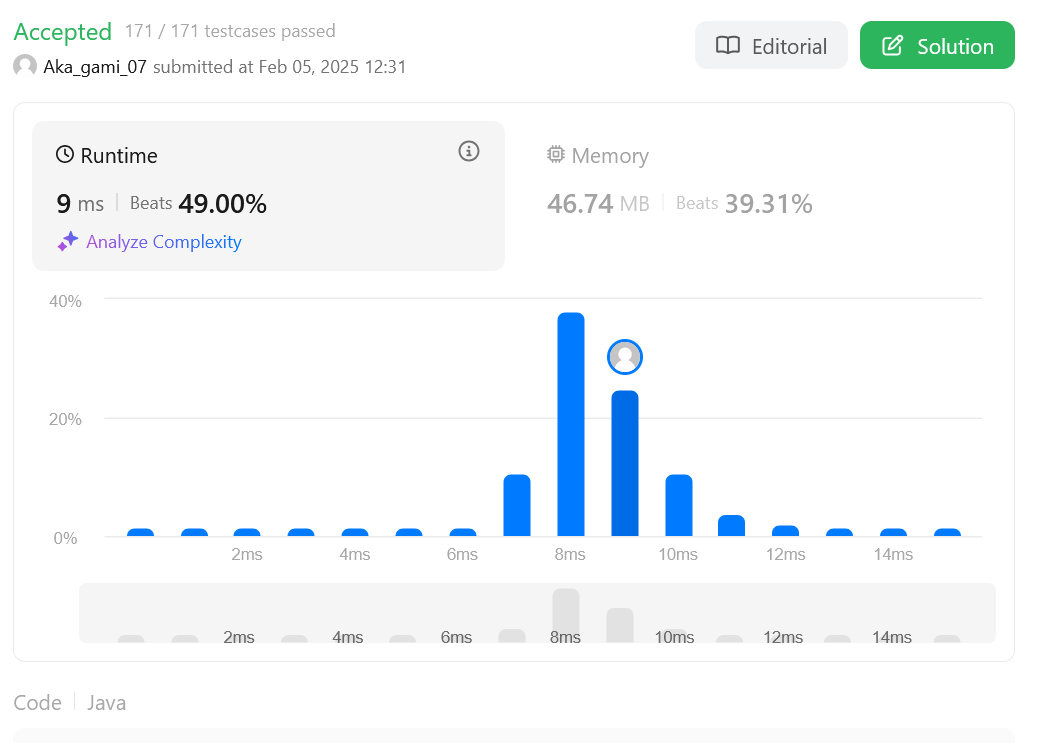 Accepted 171 / 171 testcases passed
Aka_gami_07 submitted at Feb 05, 2025 12:31
Editorial
Solution
Runtime
9 ms Beats 49.00%
Analyze Complexity
Memory
46.74 MB Beats 39.31%
40%
20%
0%
2ms 4ms 6ms 8ms 10ms 12ms 14ms
2ms 4ms 6ms 8ms 10ms 12ms 14ms
Code Java